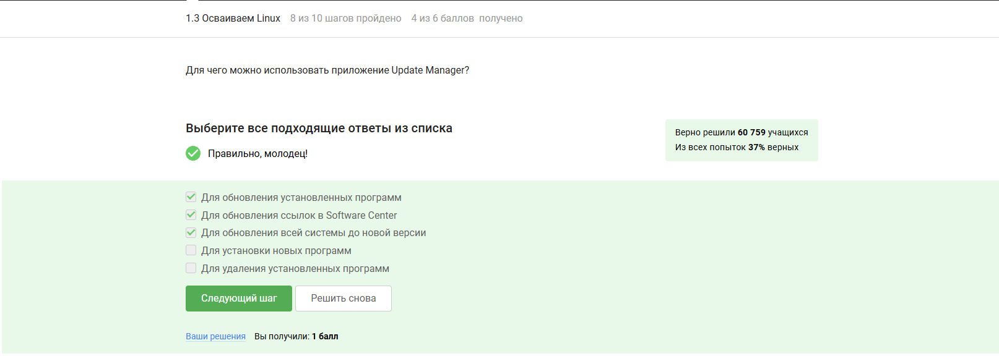 1.3 Осваиваем Linux 8 из 10 шагов пройдено 4 из 6 баллов получено
Для чего можно использовать приложение Update Manager?
Выберите все подходящие ответы из списка
Правильно, молодец!
Верно решили 60 759 учащихся
Из всех попыток 37% верных
Для обновления установленных программ
Для обновления ссылок в Software Center
Для обновления всей системы до новой версии
Для установки новых программ
Для удаления установленных программ
Следующий шаг Решить снова
Ваши решения Вы получили: 1 балл